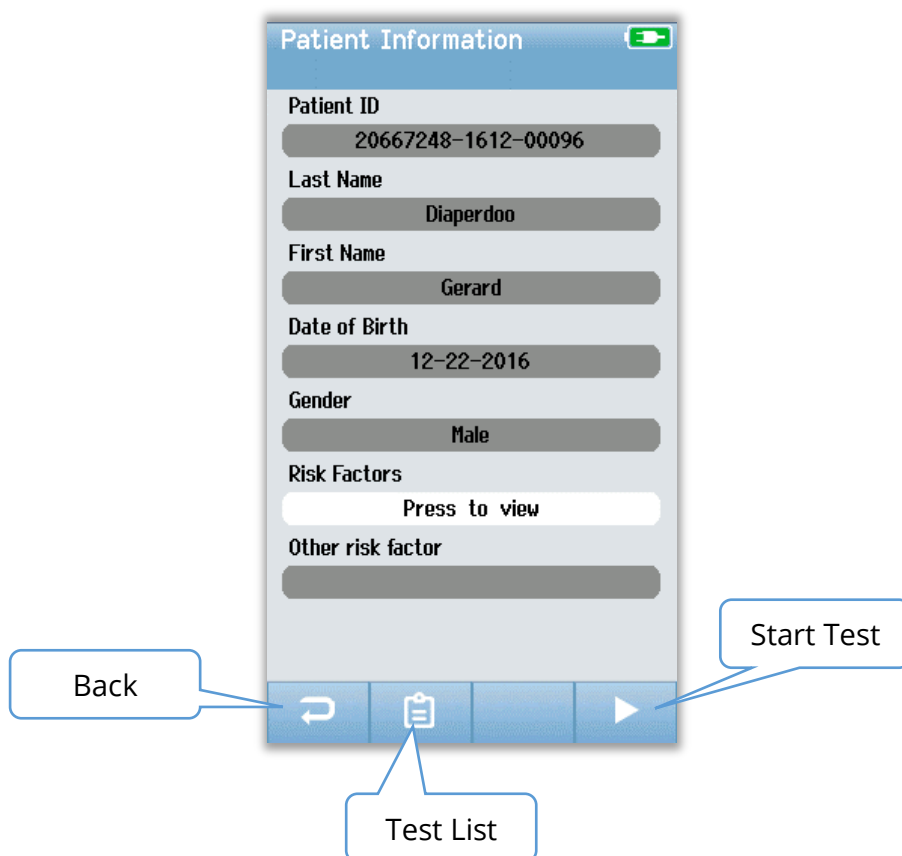 Patient Information
Patient ID
20667248-1612-00096
Last Name
Diaperdoo
First Name
Gerard
Date of Birth
12-22-2016
Gender
Male
Risk Factors
Press to view
Other risk factor
Start Test
Back
Test List